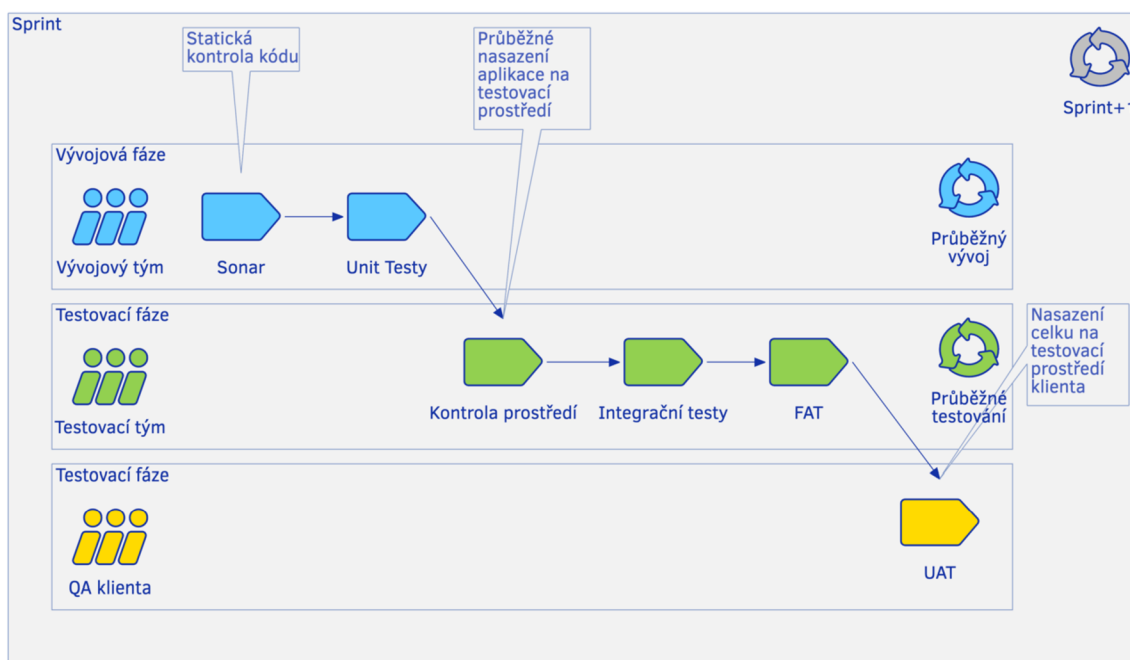 Sprint
Statická
kontrola kódu
Průběžné
nasazení
aplikace na
testovací
prostředí
Sprint+1
Vývojová fáze
Vývojový tým
Sonar
Unit Testy
Průběžný
vývoj
Testovací fáze
Testovací tým
Kontrola prostředí
Integrační testy
FAT
Průběžné
testování
Nasazení
celku na
testovací
prostředí
klienta
Testovací fáze
QA klienta
UAT